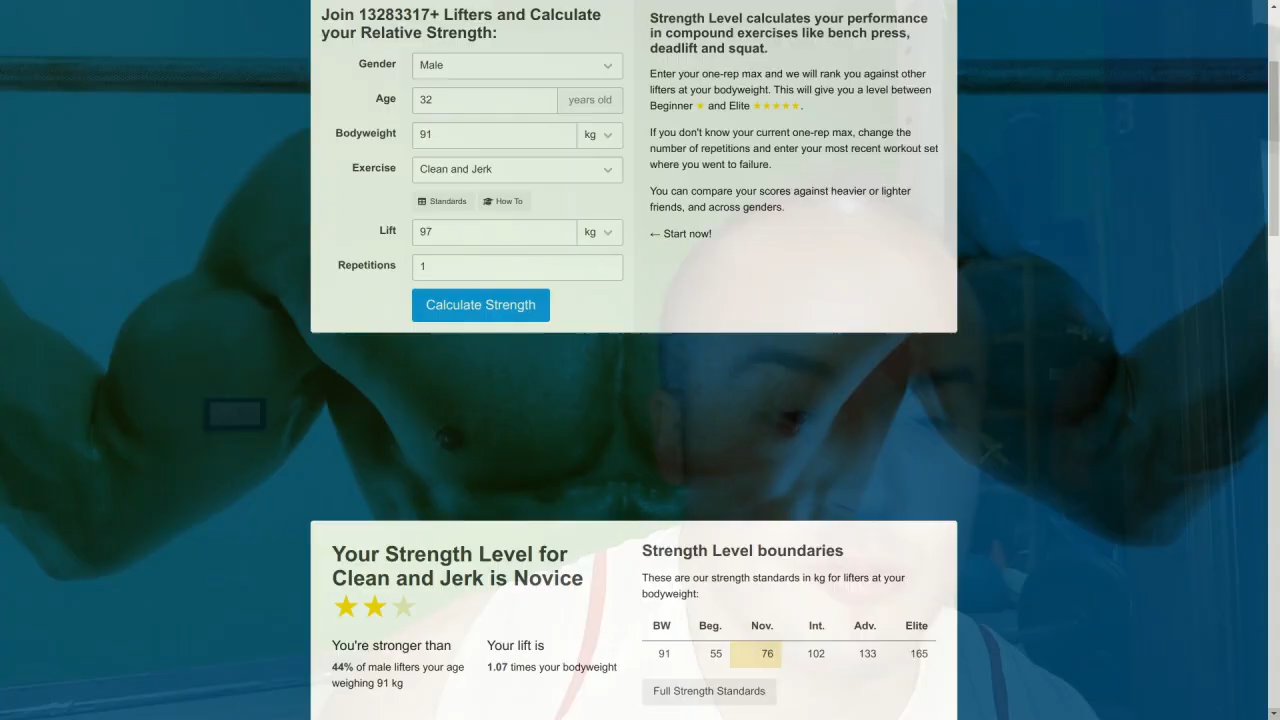 Join 13283317+ Lifters and Calculate
your Relative Strength:
Gender
Male
Age
32
years old
Bodyweight
91
kg
Exercise
Clean and Jerk
Standards
How To
Lift
97
kg
Repetitions
1
Calculate Strength
Strength Level calculates your performance
in compound exercises like bench press,
deadlift and squat.
Enter your one-rep max and we will rank you against other
lifters at your bodyweight. This will give you a level between
Beginner ★ and Elite ★★★★★.
If you don't know your current one-rep max, change the
number of repetitions and enter your most recent workout set
where you went to failure.
You can compare your scores against heavier or lighter
friends, and across genders.
← Start now!
Your Strength Level for
Clean and Jerk is Novice
★★★
You're stronger than
44% of male lifters your age
weighing 91 kg
Your lift is
1.07 times your bodyweight
Strength Level boundaries
These are our strength standards in kg for lifters at your
bodyweight:
BW Beg. Nov. Int. Adv. Elite
91 55 76 102 133 165
Full Strength Standards